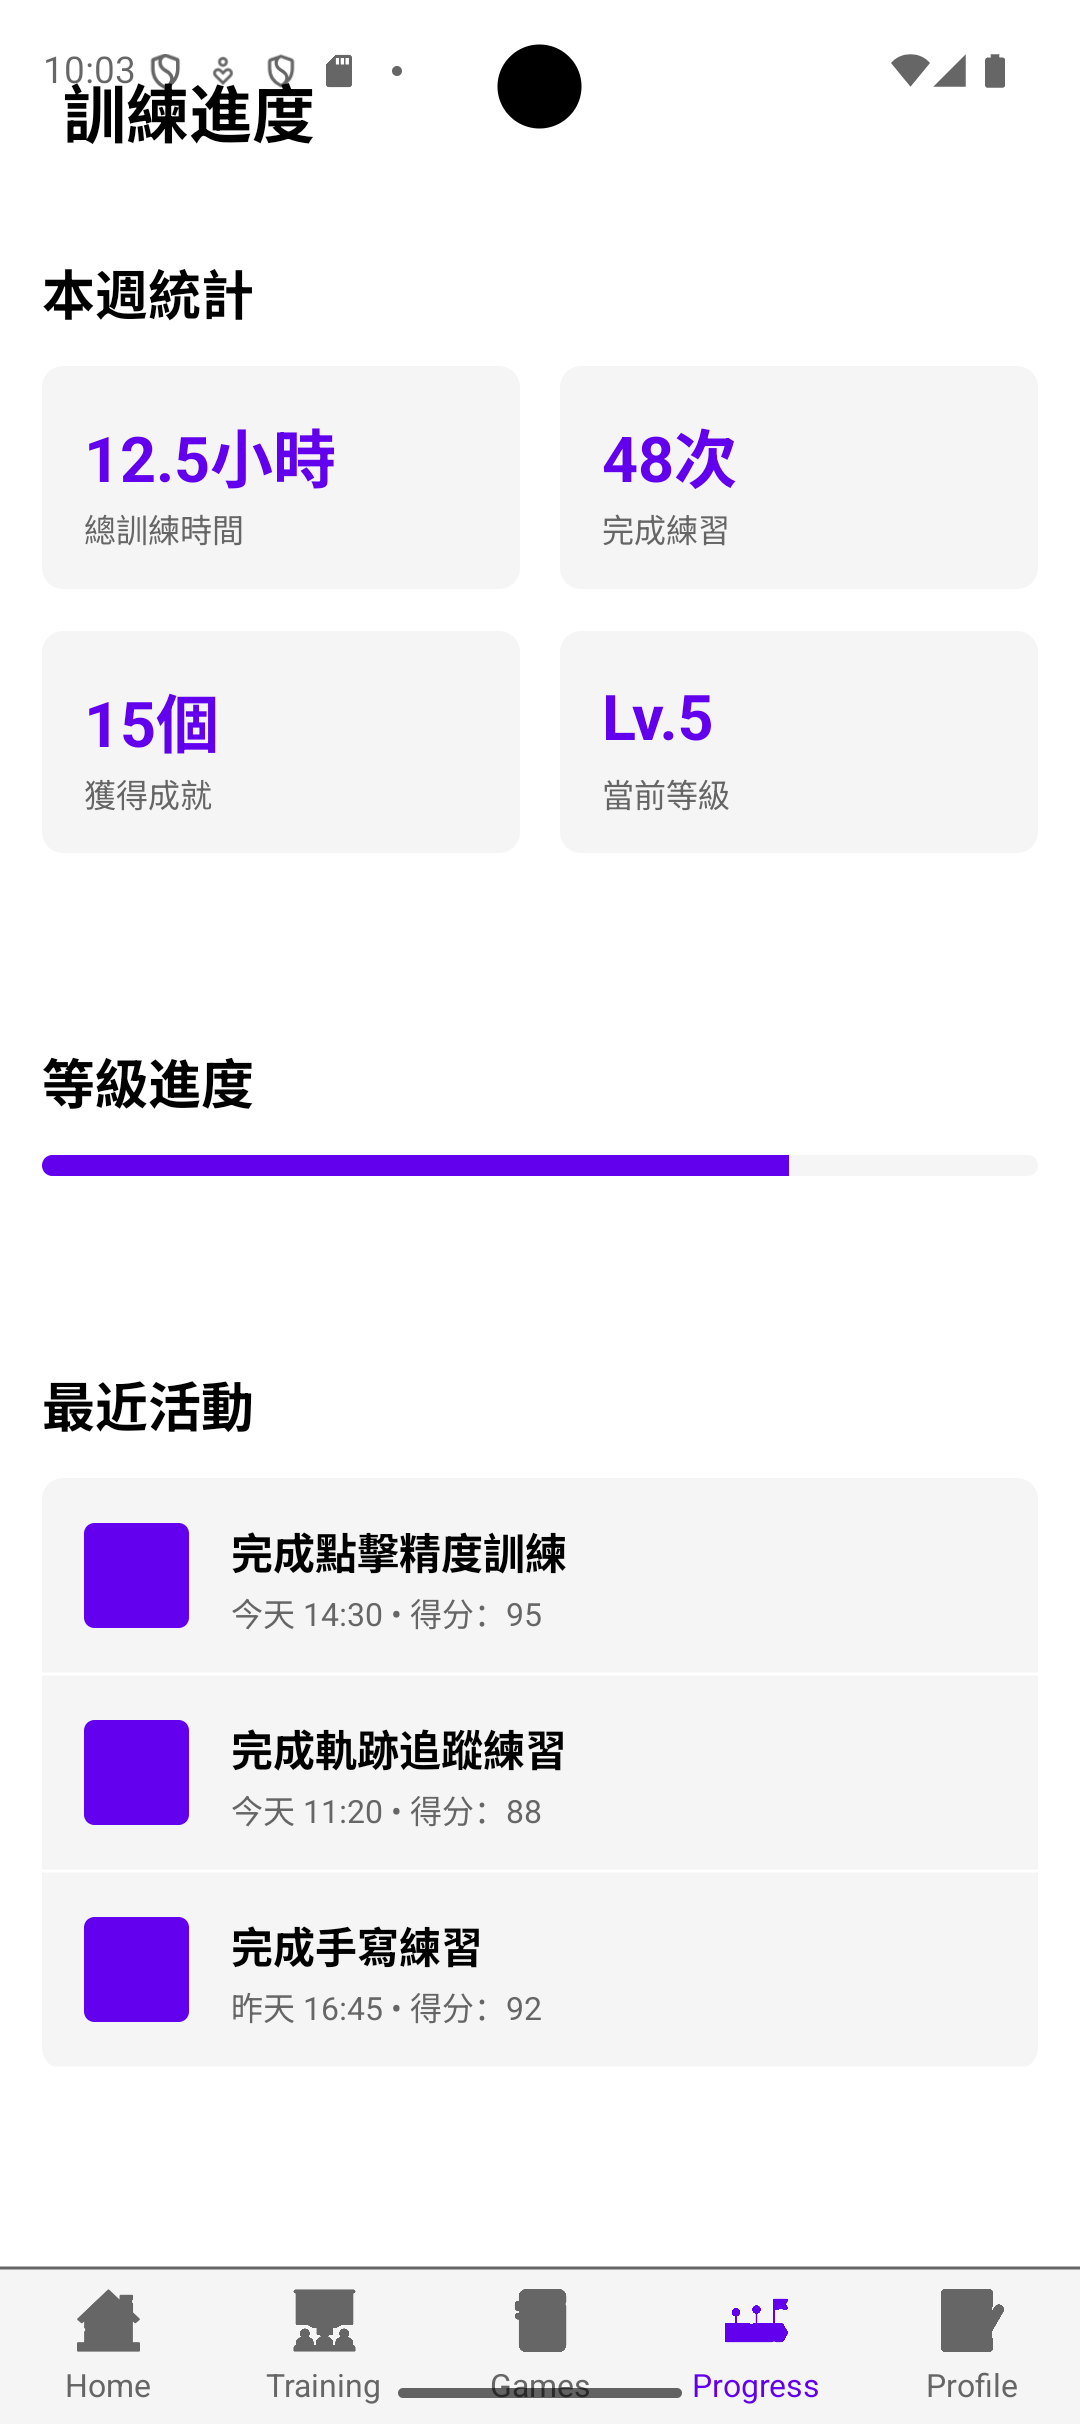 10:03
訓練進度
本週統計
12.5小時
總訓練時間
48次
完成練習
15個
獲得成就
Lv.5
當前等級
等級進度
最近活動
完成點擊精度訓練
今天 14:30 • 得分：95
完成軌跡追蹤練習
今天 11:20 • 得分：88
完成手寫練習
昨天 16:45 • 得分：92
Home
Training
Games
Progress
Profile